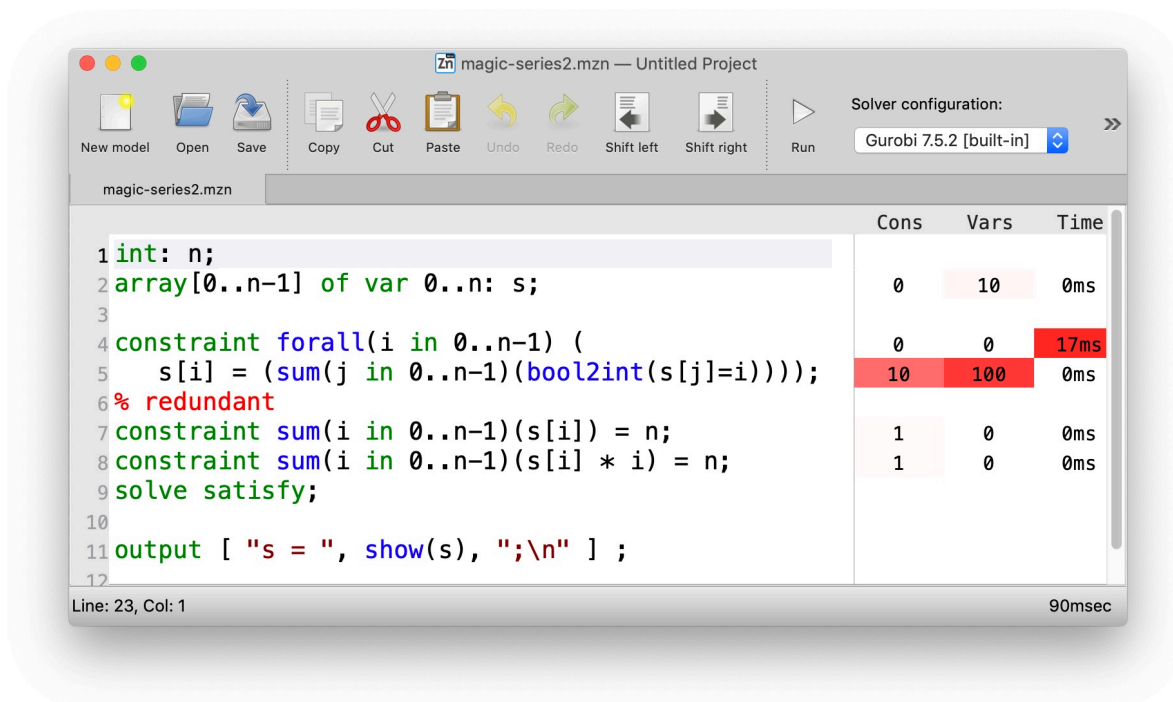 Zn magic-series2.mzn — Untitled Project
New model Open Save Copy Cut Paste Undo Redo Shift left Shift right Run Solver configuration: Gurobi 7.5.2 [built-in] »
magic-series2.mzn
Cons Vars Time
1 int: n;
2 array[0..n-1] of var 0..n: s; 0 10 0ms
3
4 constraint forall(i in 0..n-1) ( 0 0 17ms
5 s[i] = (sum(j in 0..n-1)(bool2int(s[j]=i)))); 10 100 0ms
6 % redundant
7 constraint sum(i in 0..n-1)(s[i]) = n; 1 0 0ms
8 constraint sum(i in 0..n-1)(s[i] * i) = n; 1 0 0ms
9 solve satisfy;
10
11 output [ "s = ", show(s), ";\n" ] ;
12
Line: 23, Col: 1 90msec